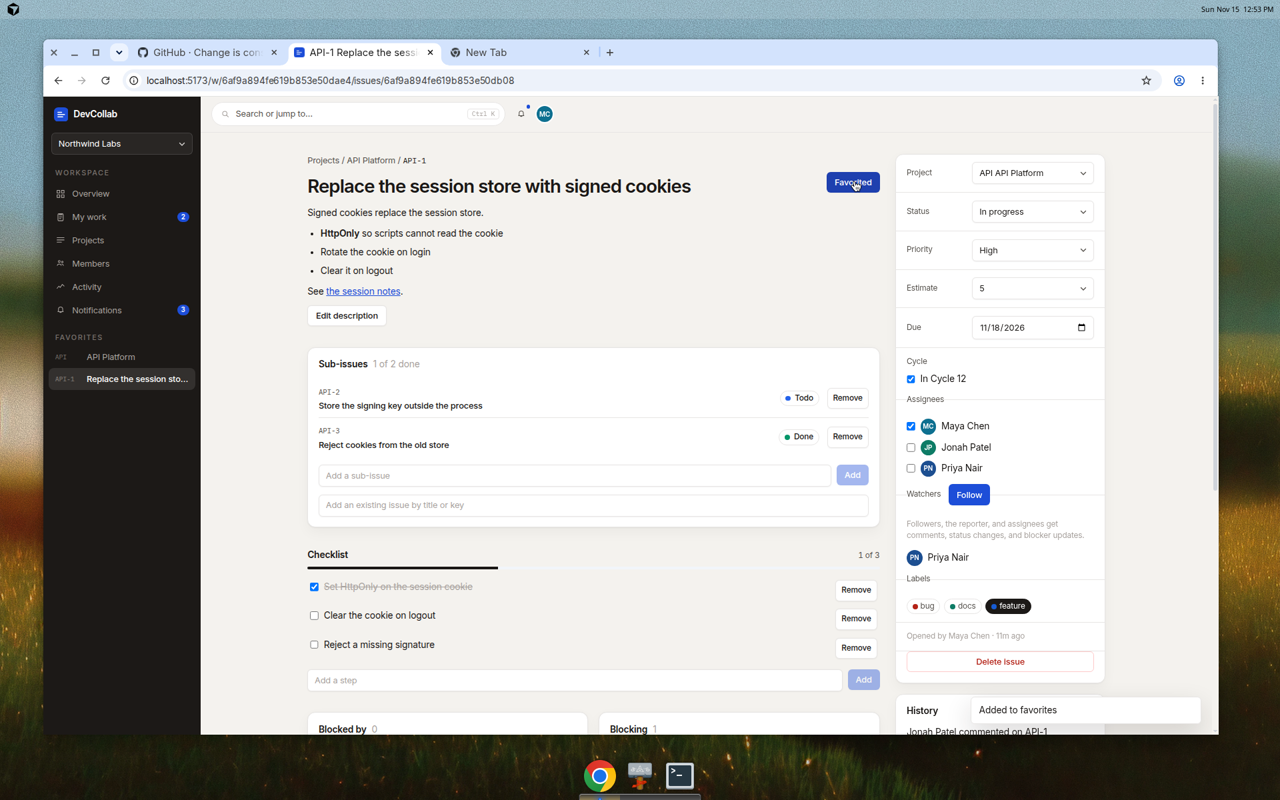 Sun Nov 15 12:53 PM
GitHub · Change is con
API-1 Replace the sess
New Tab
localhost:5173/w/6af9a894fe619b853e50dae4/issues/6af9a894fe619b853e50db08
DevCollab
Search or jump to...
Ctrl K
MC
Northwind Labs
WORKSPACE
Overview
My work 2
Projects
Members
Activity
Notifications 3
FAVORITES
API API Platform
API-1 Replace the session sto...
Projects / API Platform / API-1
Replace the session store with signed cookies
Favorited
Signed cookies replace the session store.
• HttpOnly so scripts cannot read the cookie
• Rotate the cookie on login
• Clear it on logout
See the session notes.
Edit description
Sub-issues 1 of 2 done
API-2
Store the signing key outside the process
Todo
Remove
API-3
Reject cookies from the old store
Done
Remove
Add a sub-issue
Add
Add an existing issue by title or key
Checklist
1 of 3
Set HttpOnly on the session cookie
Remove
Clear the cookie on logout
Remove
Reject a missing signature
Remove
Add a step
Add
Blocked by 0
Blocking 1
Project
API API Platform
Status
In progress
Priority
High
Estimate
5
Due
11/18/2026
Cycle
In Cycle 12
Assignees
MC Maya Chen
JP Jonah Patel
PN Priya Nair
Watchers
Follow
Followers, the reporter, and assignees get
comments, status changes, and blocker updates.
PN Priya Nair
Labels
bug
docs
feature
Opened by Maya Chen · 11m ago
Delete issue
History
Added to favorites
Jonah Patel commented on API-1